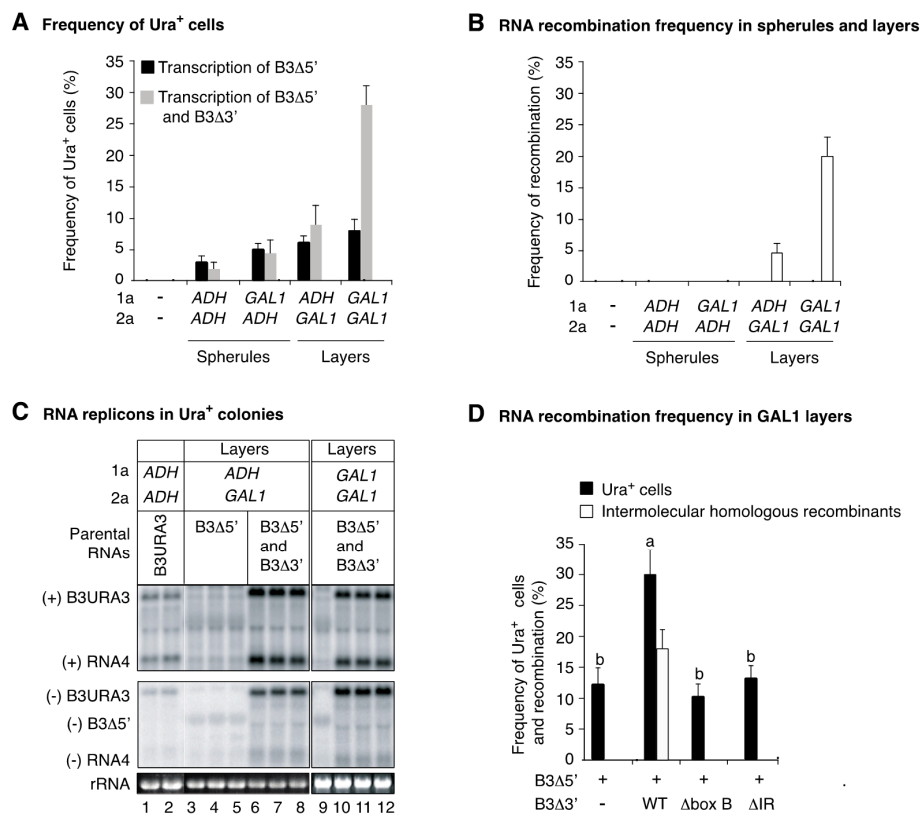 A Frequency of Ura+ cells
Frequency of Ura+ cells (%)
35
30
25
20
15
10
5
0
Transcription of B3Δ5’
Transcription of B3Δ5’
and B3Δ3’
1a - ADH GAL1 ADH GAL1
2a - ADH ADH GAL1 GAL1
Spherules Layers
B RNA recombination frequency in spherules and layers
Frequency of recombination (%)
35
30
25
20
15
10
5
0
1a - ADH GAL1 ADH GAL1
2a - ADH ADH GAL1 GAL1
Spherules Layers
C RNA replicons in Ura+ colonies
Layers Layers
1a ADH ADH GAL1
2a ADH GAL1 GAL1
Parental
RNAs
B3URA3
B3Δ5’
B3Δ5’
and
B3Δ3’
B3Δ5’
and
B3Δ3’
(+) B3URA3
(+) RNA4
(-) B3URA3
(-) B3Δ5’
(-) RNA4
rRNA
1 2 3 4 5 6 7 8 9 10 11 12
D RNA recombination frequency in GAL1 layers
Ura+ cells
Intermolecular homologous recombinants
Frequency of Ura+ cells
and recombination (%)
35
30
25
20
15
10
5
0
b a b b
B3Δ5’ + + + +
B3Δ3’ - WT Δbox B ΔIR